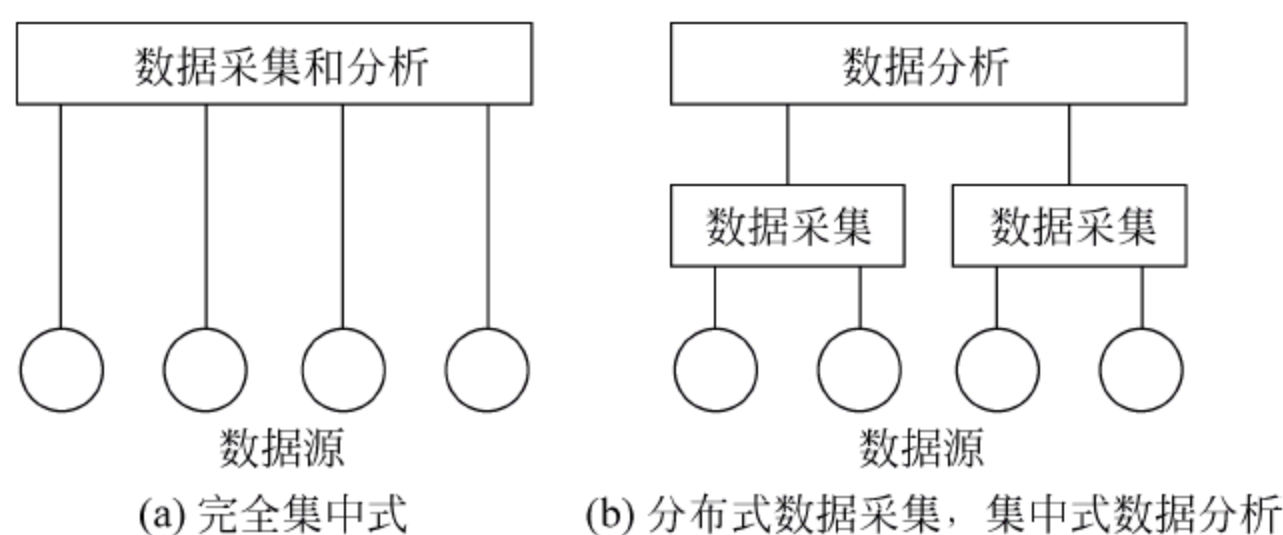 数据采集和分析
数据源
(a) 完全集中式
数据分析
数据采集
数据采集
数据源
(b) 分布式数据采集，集中式数据分析